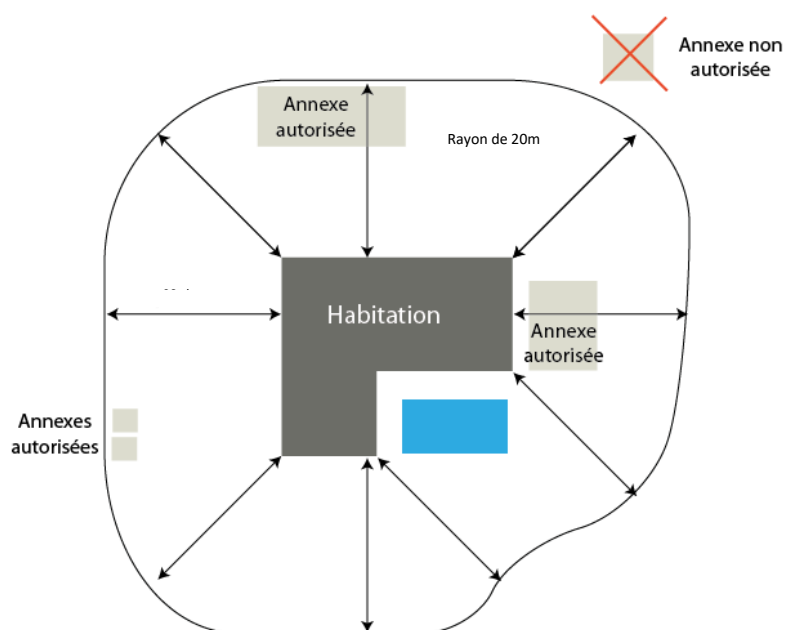 Annexe non
autorisée
Annexe
autorisée
Rayon de 20m
Habitation
Annexe
autorisée
Annexes
autorisées